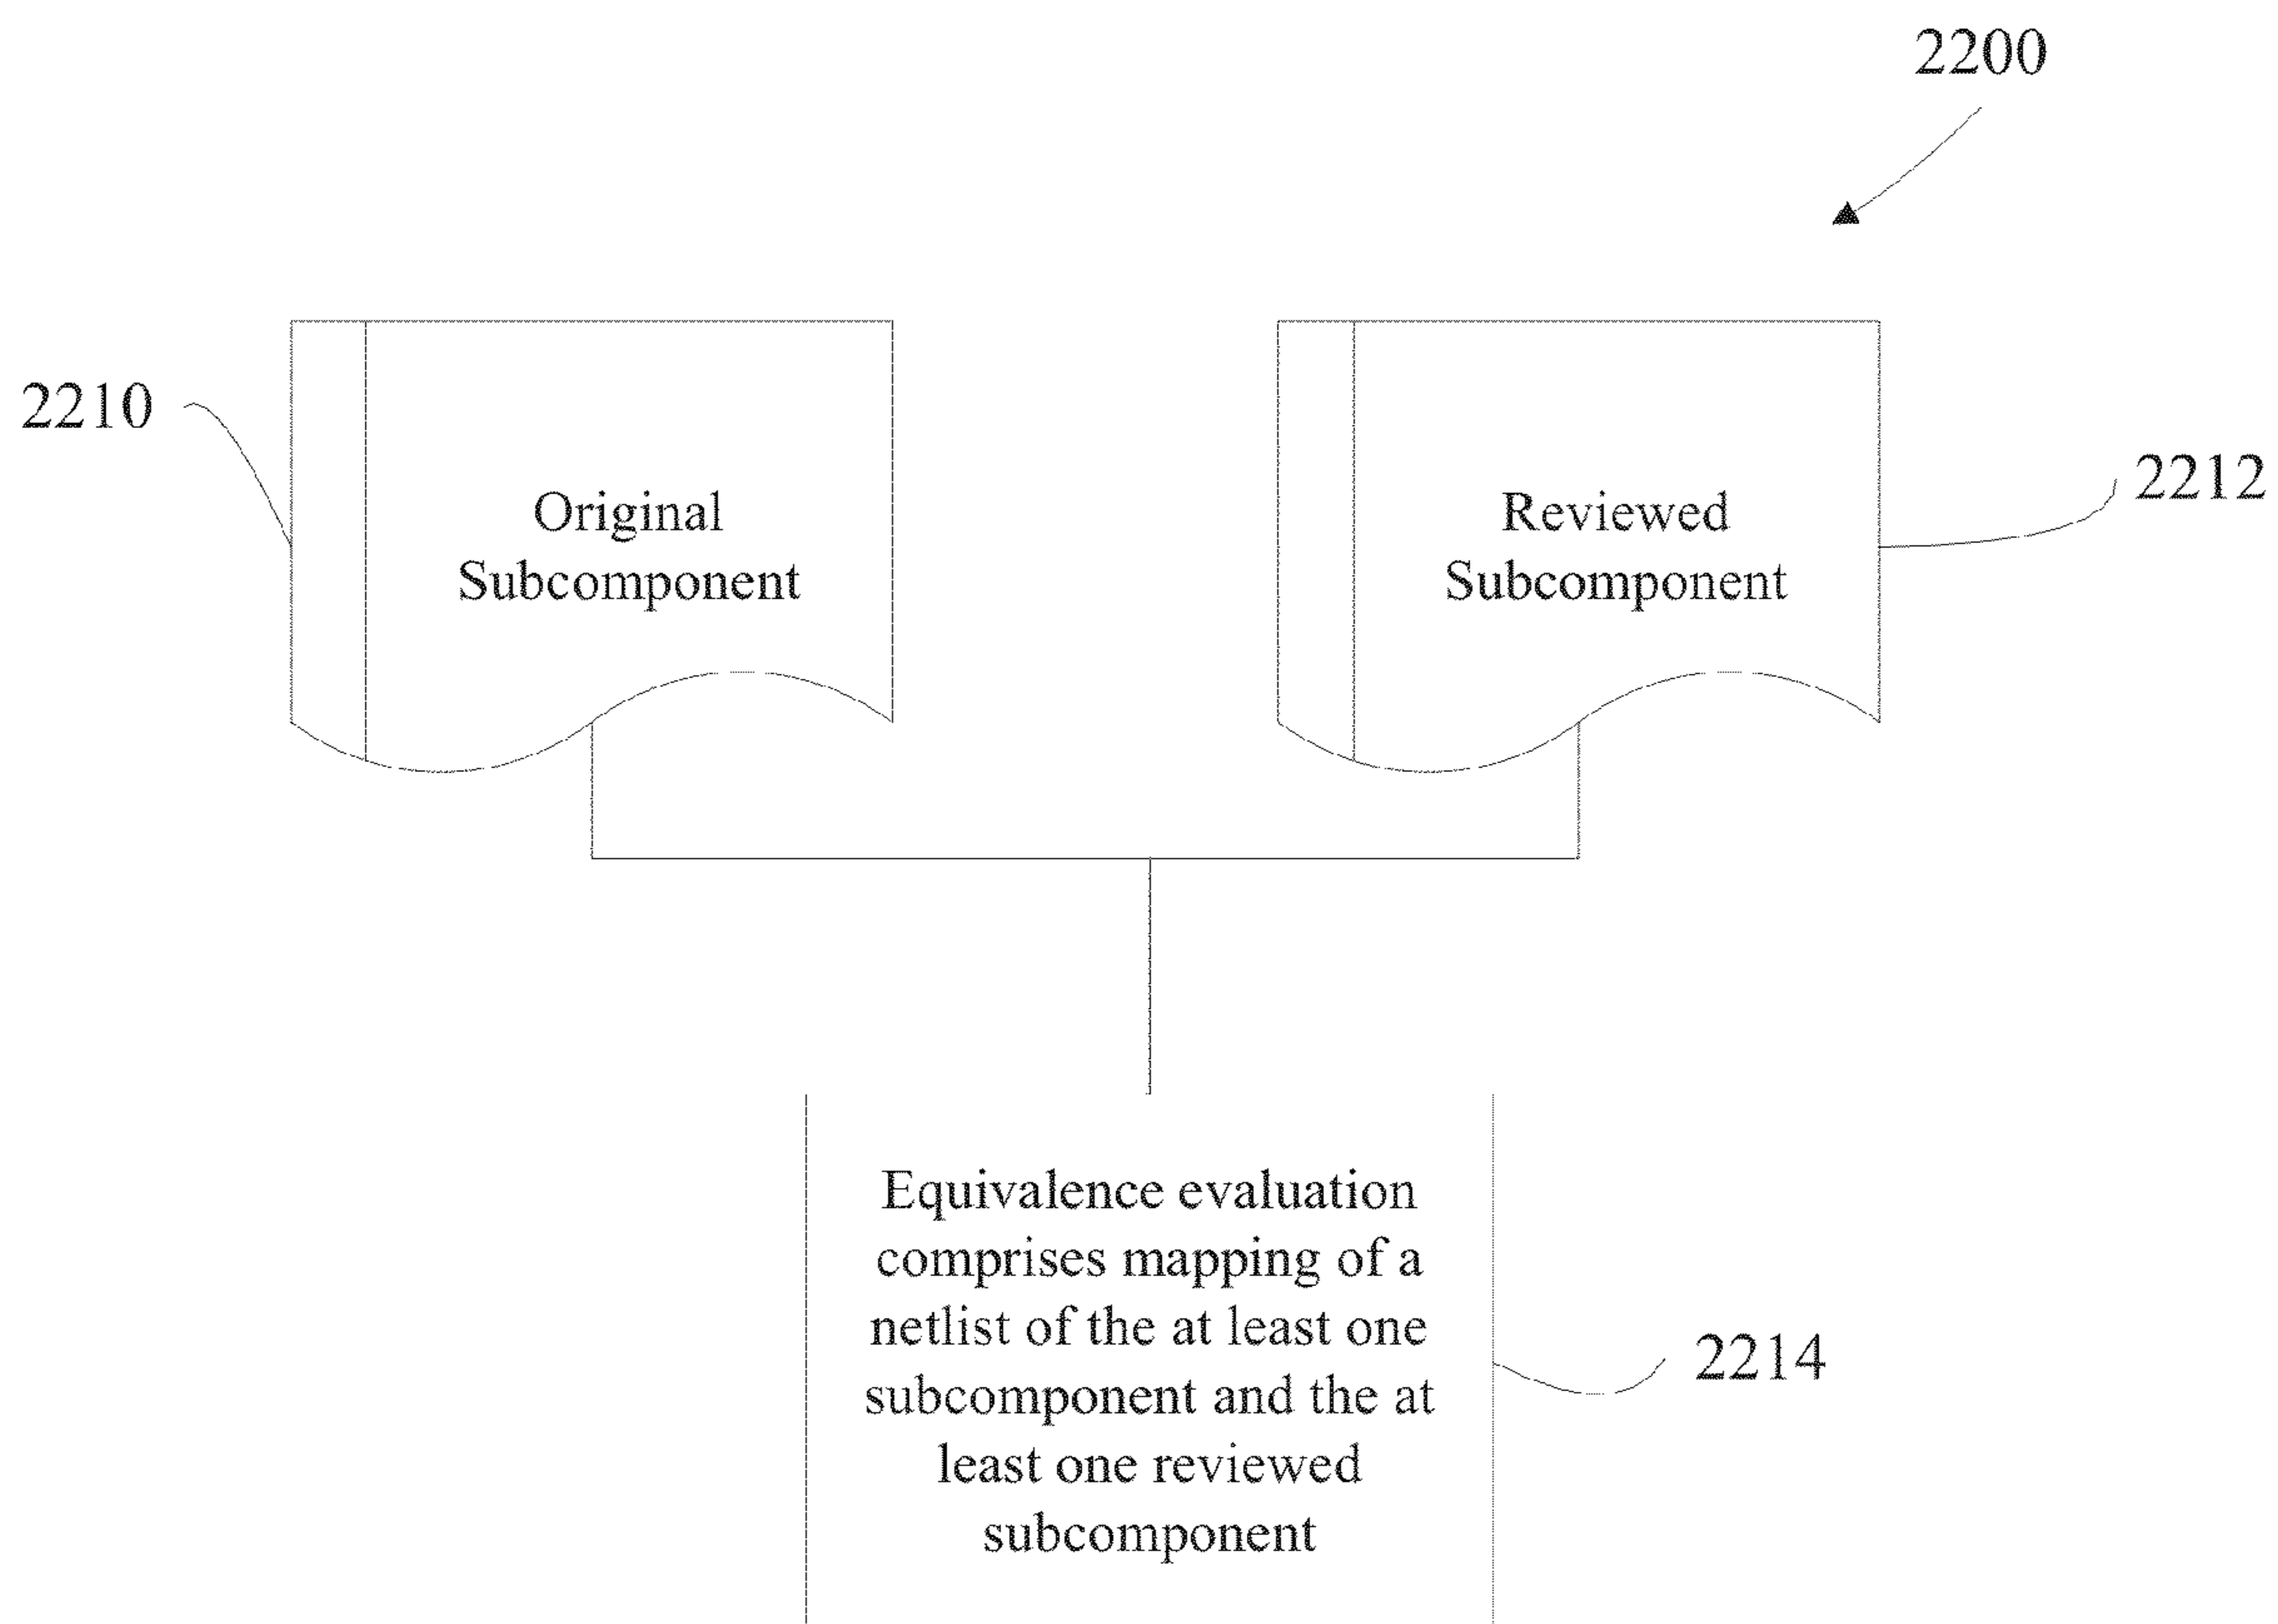 2200
2210
Original
Subcomponent
Reviewed
Subcomponent
2212
Equivalence evaluation
comprises mapping of a
netlist of the at least one
subcomponent and the at
least one reviewed
subcomponent
2214